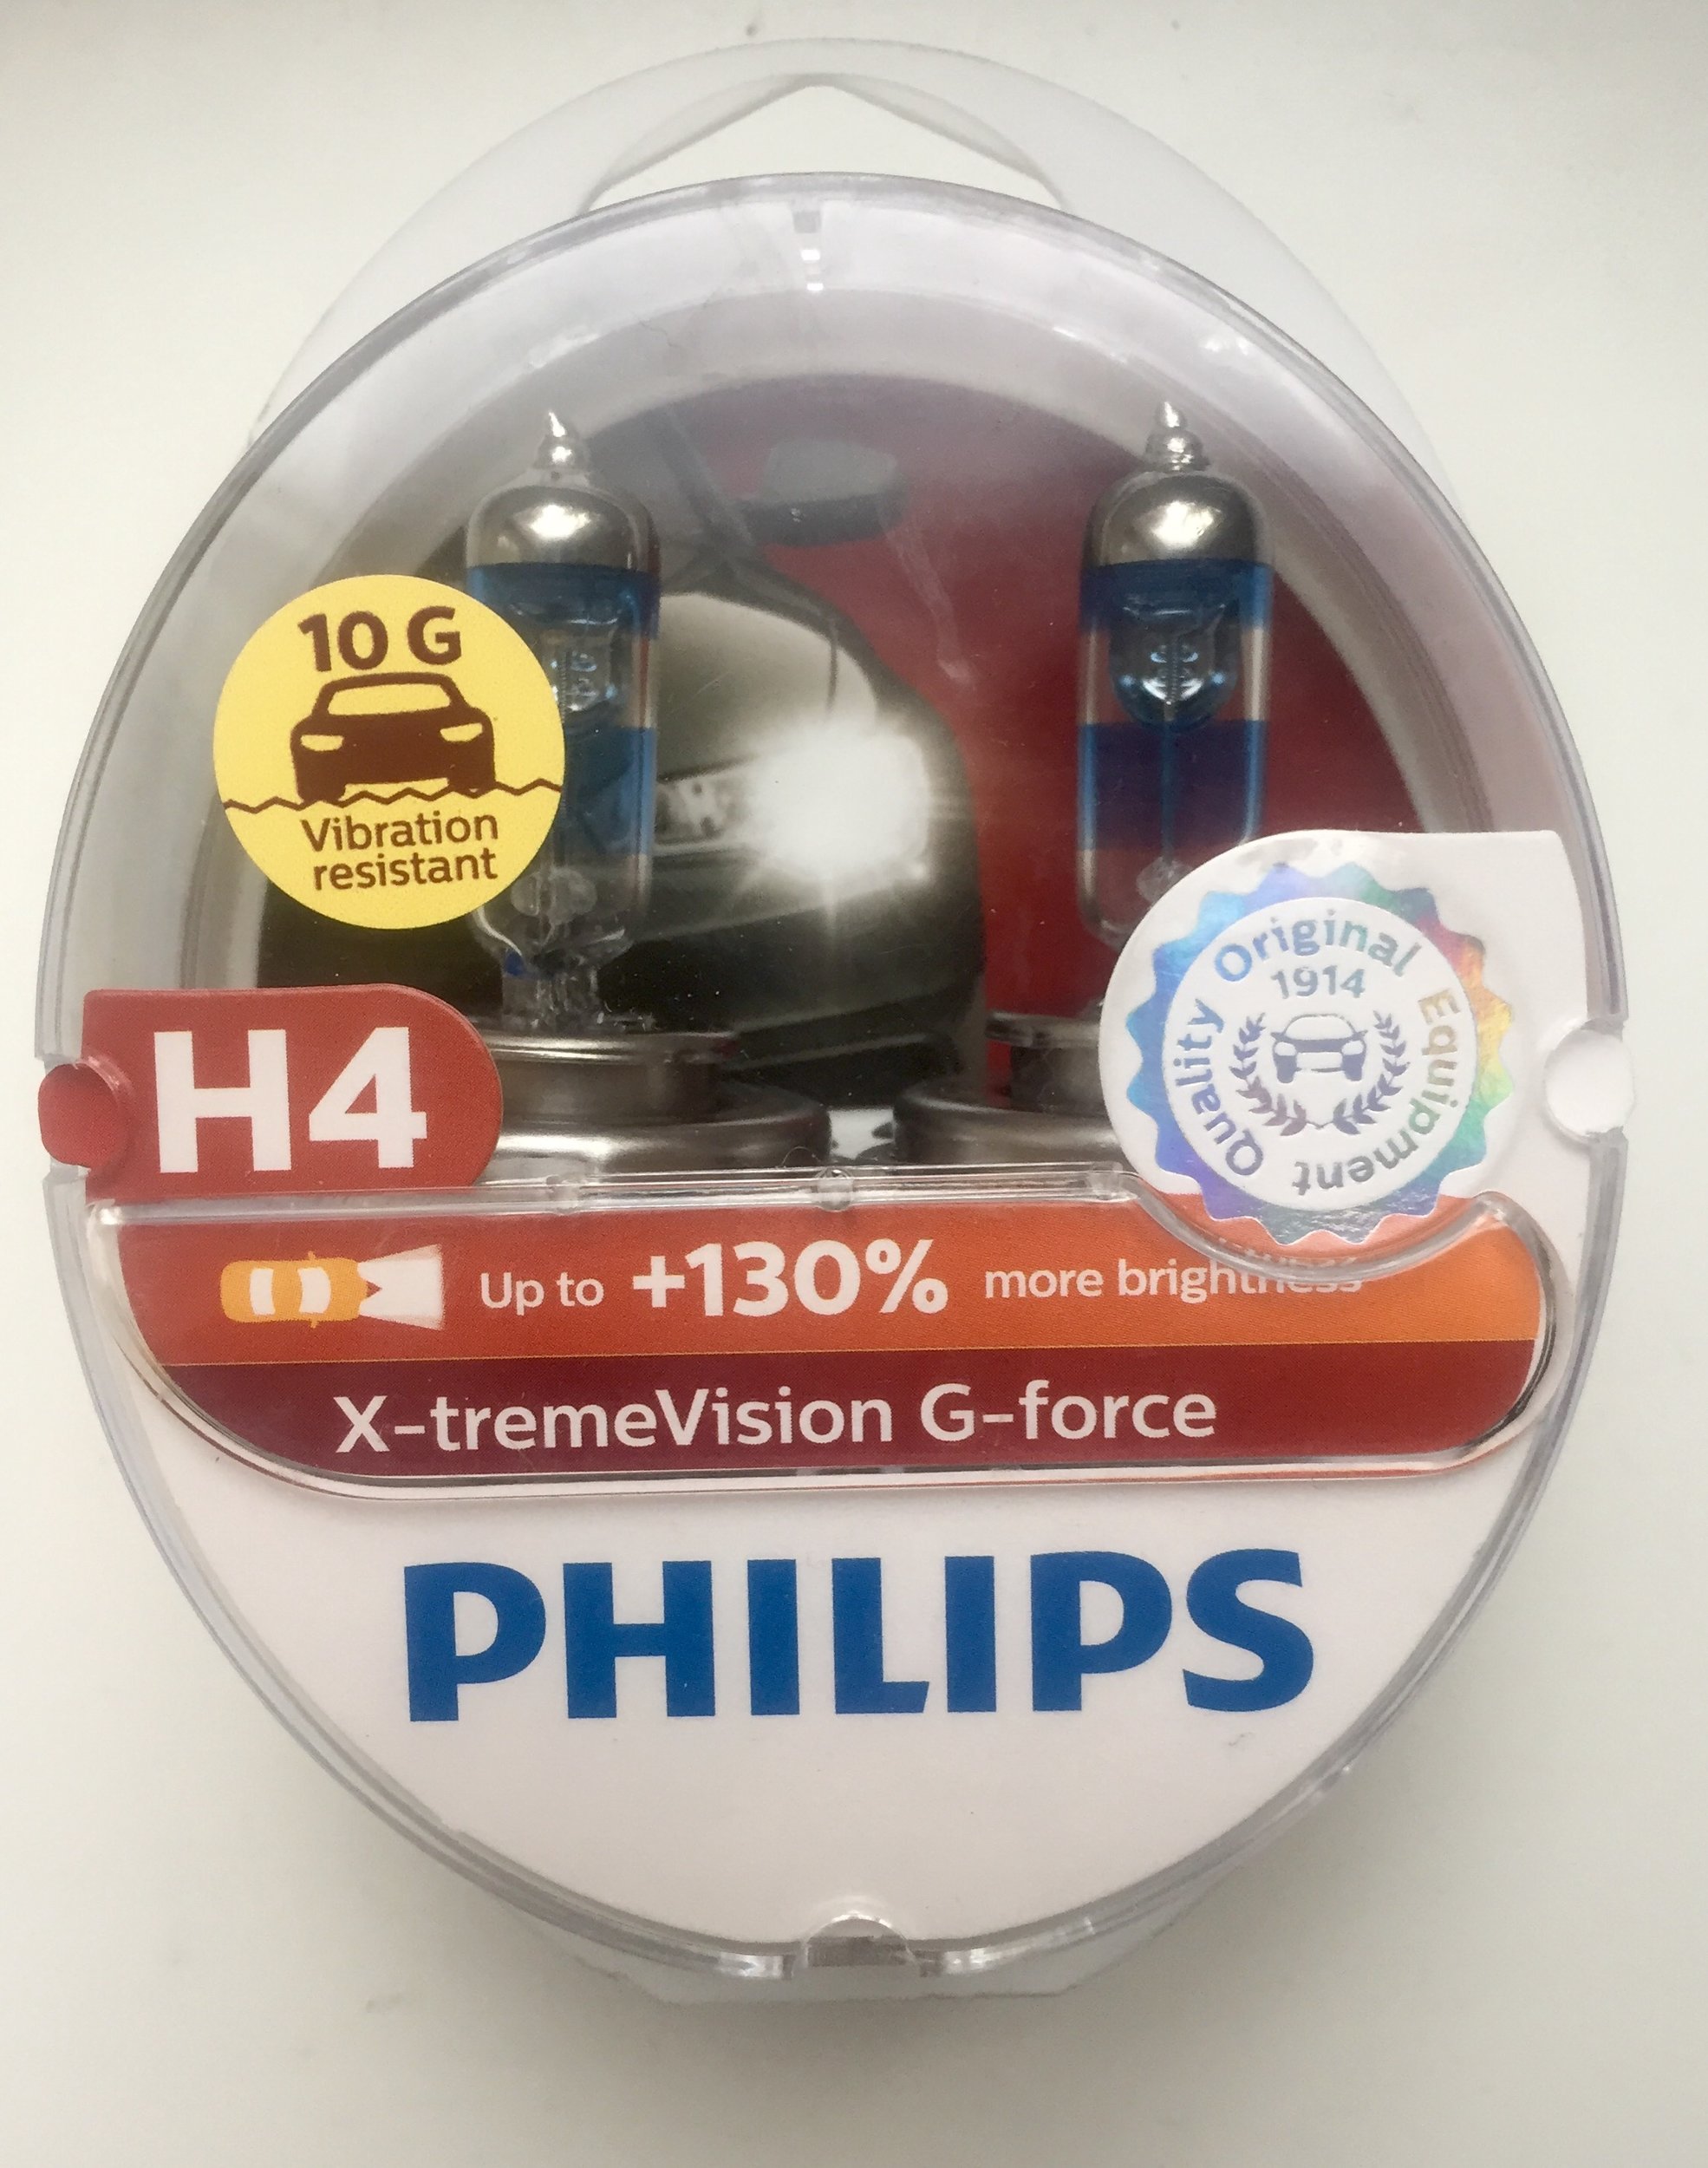 10 G
Vibration
resistant
Original
Equipment
Quality
1914
H4
Up to +130% more brightness
X-tremeVision G-force
PHILIPS